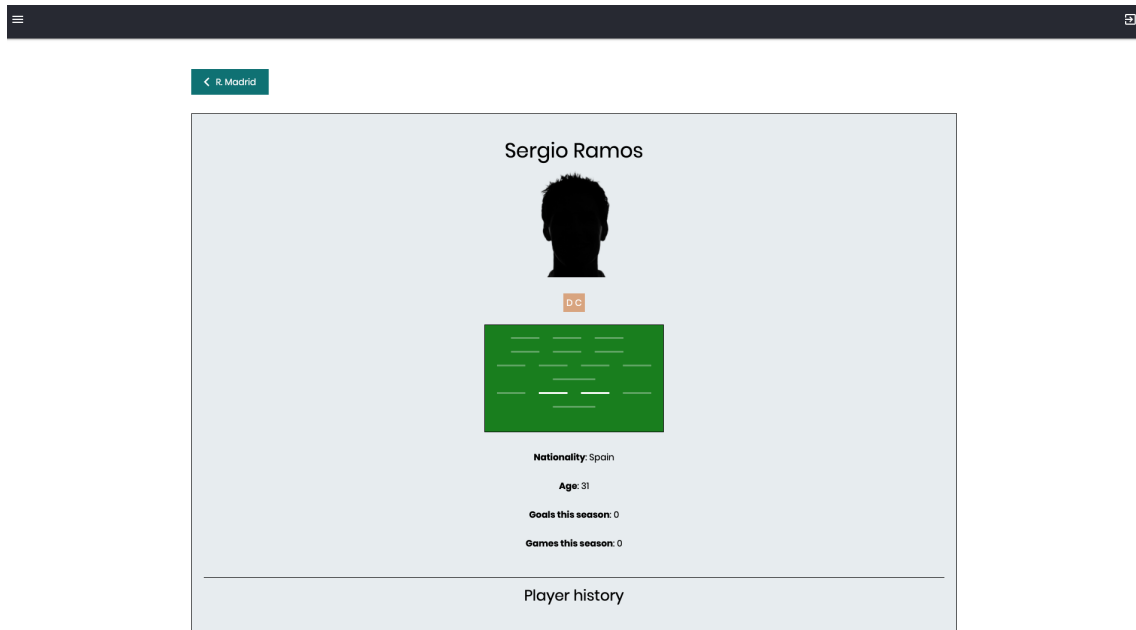 R. Madrid
Sergio Ramos
D C
Nationality: Spain
Age: 31
Goals this season: 0
Games this season: 0
Player history